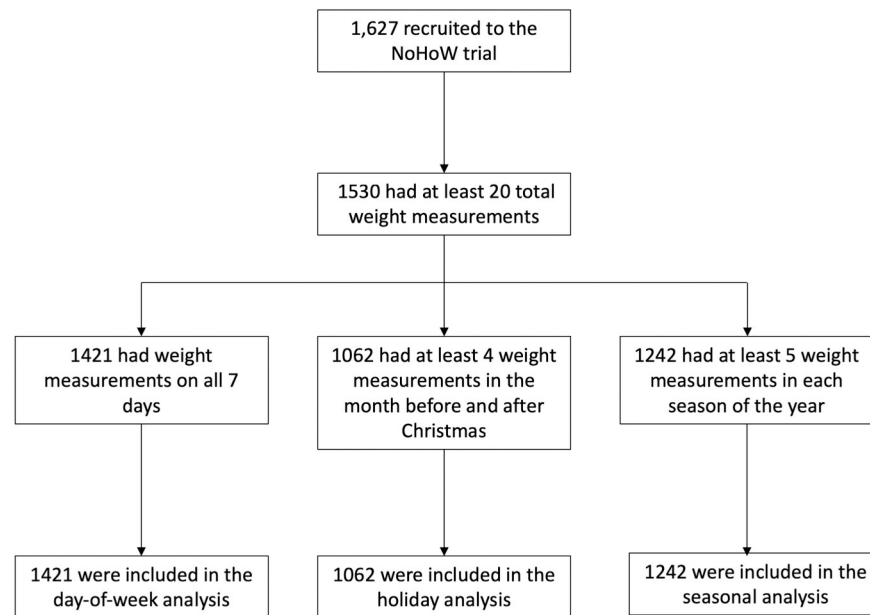 1,627 recruited to the
NoHoW trial
1530 had at least 20 total
weight measurements
1421 had weight
measurements on all 7
days
1062 had at least 4 weight
measurements in the
month before and after
Christmas
1242 had at least 5 weight
measurements in each
season of the year
1421 were included in the
day-of-week analysis
1062 were included in the
holiday analysis
1242 were included in the
seasonal analysis